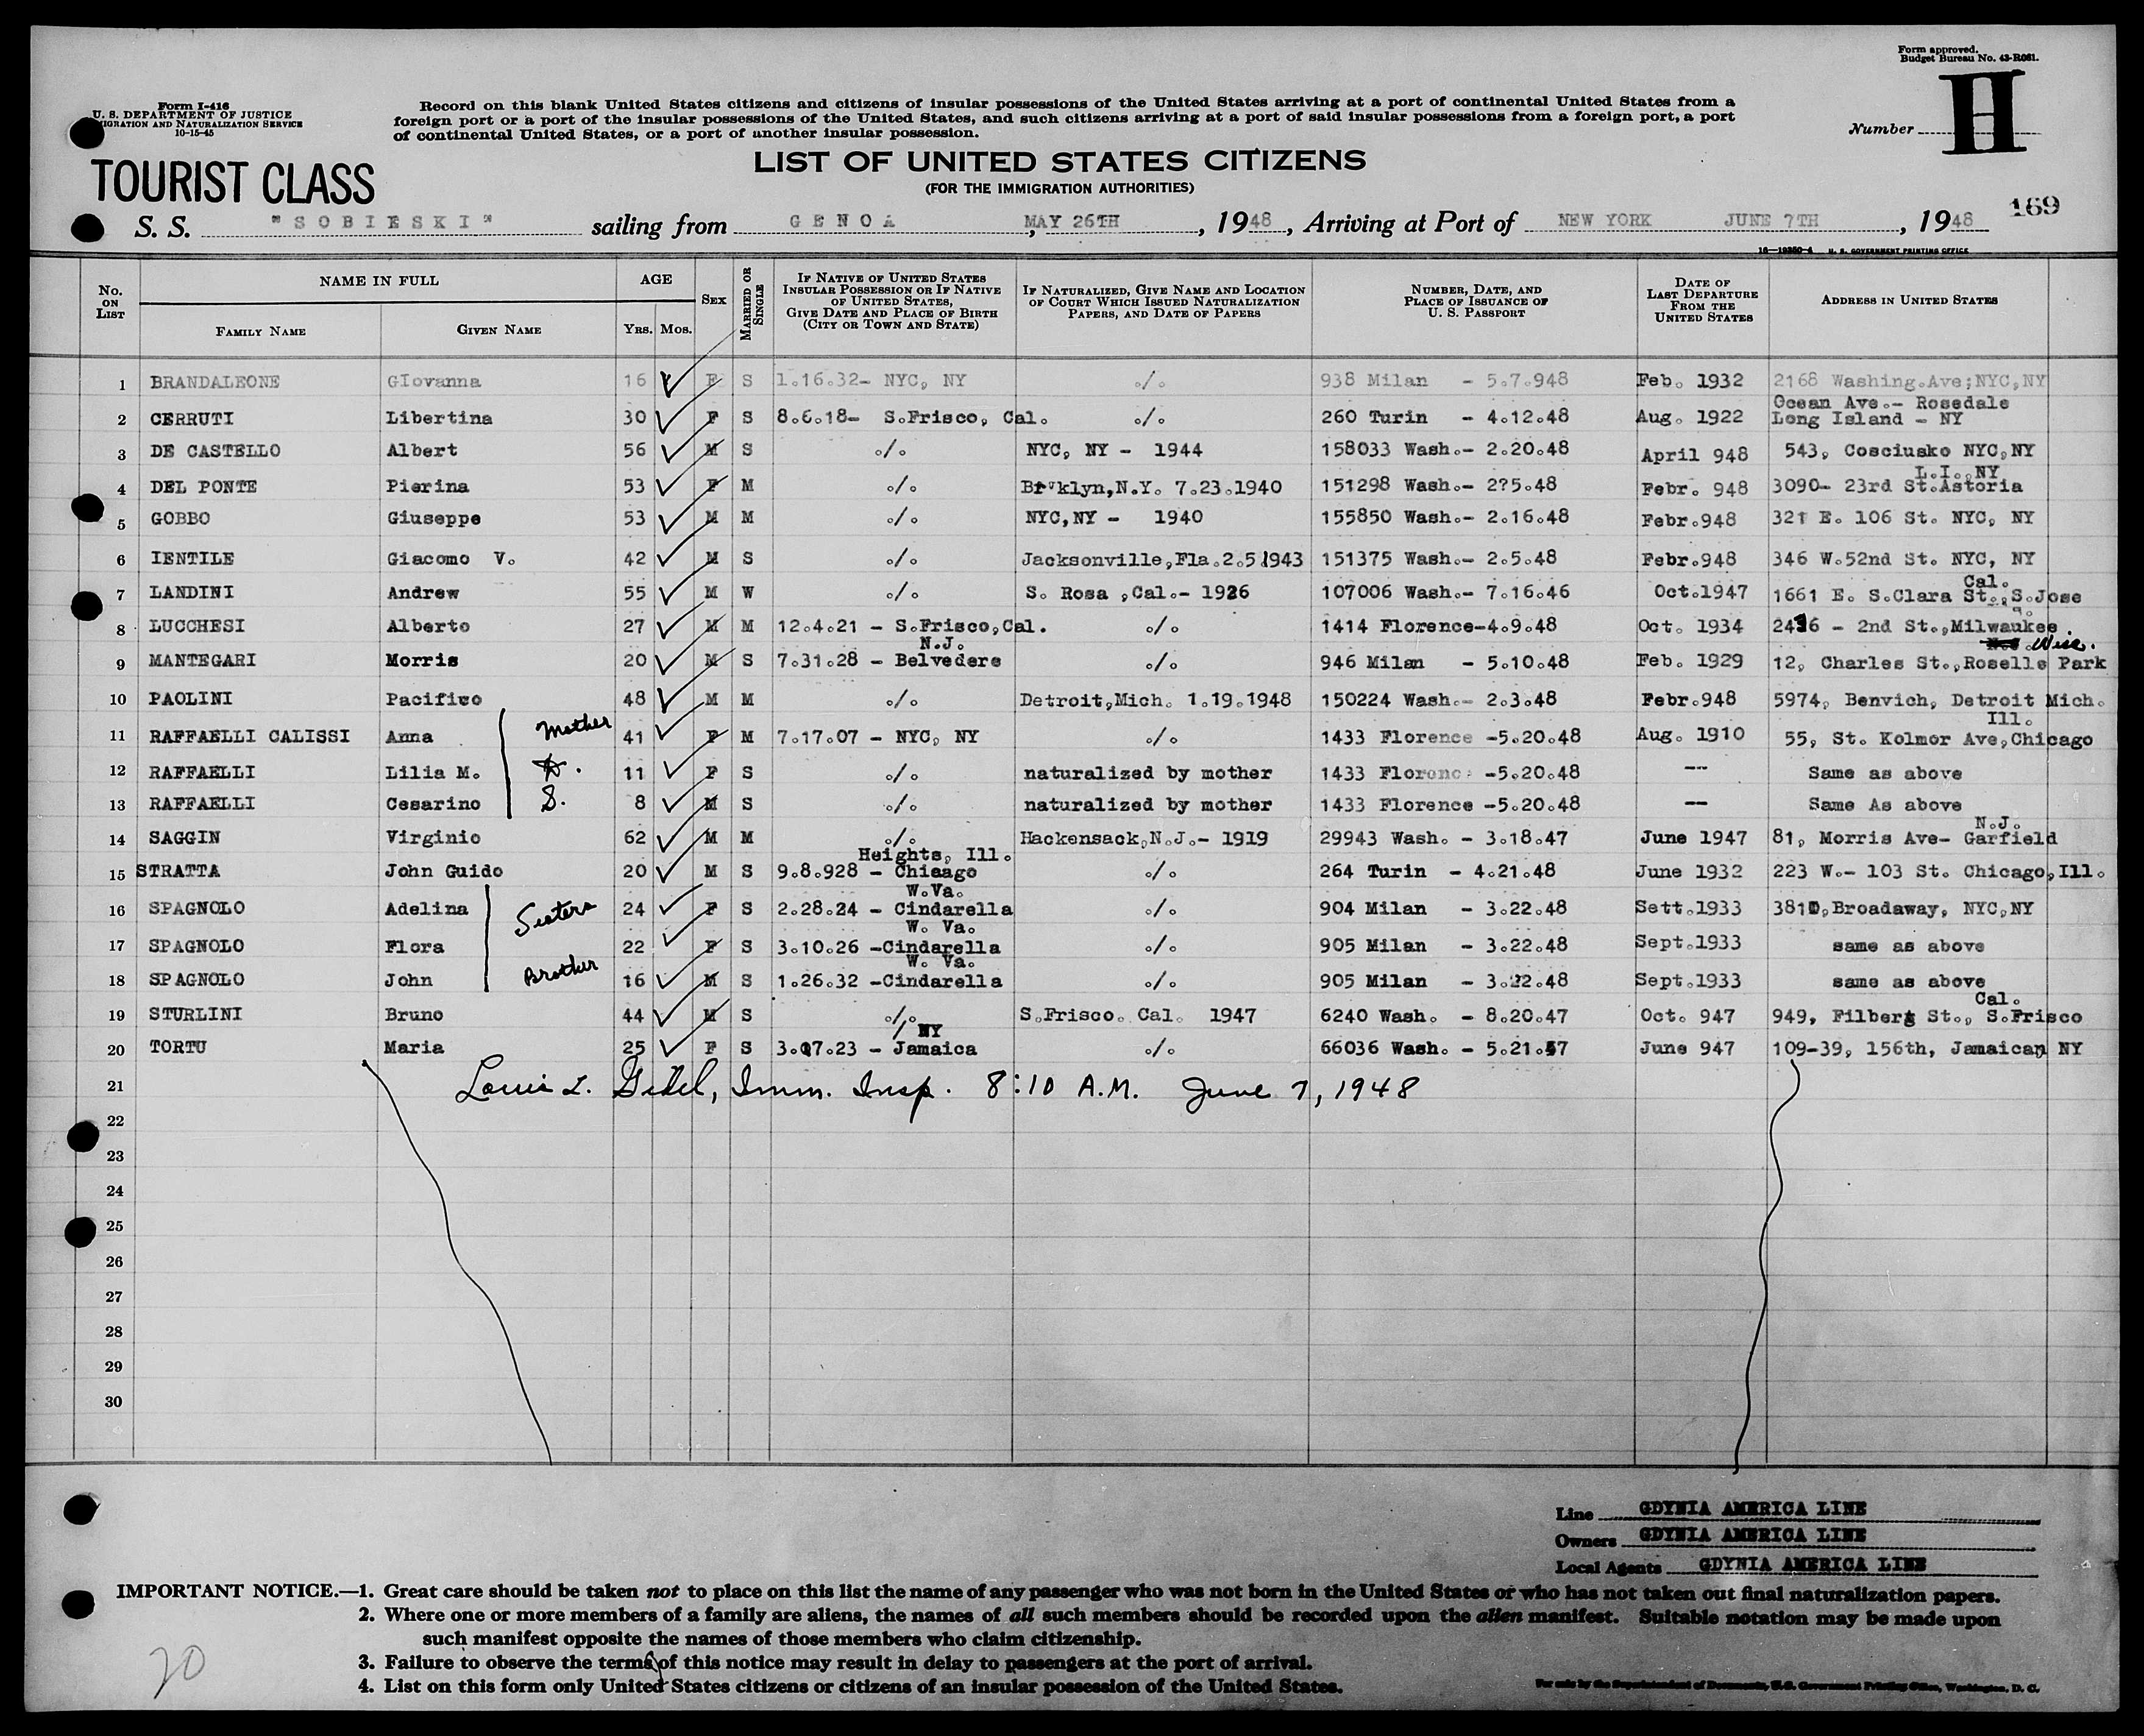 Form approved.
Budget Bureau No. 43-R061.
Form I-416
U. S. DEPARTMENT OF JUSTICE
IGRATION AND NATURALIZATION SERVICE
10-15-45
Record on this blank United States citizens and citizens of insular possessions of the United States arriving at a port of continental United States from a
foreign port or a port of the insular possessions of the United States, and such citizens arriving at a port of said insular possessions from a foreign port, a port
of continental United States, or a port of another insular possession.
Number H
TOURIST CLASS
LIST OF UNITED STATES CITIZENS
(FOR THE IMMIGRATION AUTHORITIES)
169
S. S. "SOBIESKI" sailing from GENOA, MAY 26TH, 1948, Arriving at Port of NEW YORK JUNE 7TH, 1948
16—19350-4 U. S. GOVERNMENT PRINTING OFFICE
No. on List | NAME IN FULL | Family Name | Given Name | AGE | Yrs. | Mos. | Sex | Married or Single | If Native of United States Insular Possession or If Native of United States, Give Date and Place of Birth (City or Town and State) | If Naturalized, Give Name and Location of Court Which Issued Naturalization Papers, and Date of Papers | Number, Date, and Place of Issuance of U. S. Passport | Date of Last Departure From the United States | Address in United States
1 BRANDALEONE GIovanna 16 F S 1.16.32- NYC, NY o/o 938 Milan - 5.7.948 Feb. 1932 2168 Washing.Ave;NYC,NY
2 CERRUTI Libertina 30 F S 8.6.18- S.Frisco, Cal. o/o 260 Turin - 4.12.48 Aug. 1922 Ocean Ave.- Rosedale Long Island - NY
3 DE CASTELLO Albert 56 M S o/o NYC, NY - 1944 158033 Wash.- 2.20.48 April 948 543, Cosciusko NYC,NY
4 DEL PONTE Pierina 53 F M o/o Brooklyn,N.Y. 7.23.1940 151298 Wash.- 2?5.48 Febr. 948 3090- 23rd St.Astoria L.I., NY
5 GOBBO Giuseppe 53 M M o/o NYC,NY - 1940 155850 Wash.- 2.16.48 Febr.948 321 E. 106 St. NYC, NY
6 IENTILE Giacomo V. 42 M S o/o Jacksonville,Fla.2.5.1943 151375 Wash.- 2.5.48 Febr.948 346 W.52nd St. NYC, NY
7 LANDINI Andrew 55 M W o/o S. Rosa ,Cal.- 1926 107006 Wash.- 7.16.46 Oct.1947 1661 E. S.Clara St.,S.Jose Cal.
8 LUCCHESI Alberto 27 M M 12.4.21 - S.Frisco,Cal. o/o 1414 Florence-4.9.48 Oct. 1934 2436 - 2nd St.,Milwaukee Wisc.
9 MANTEGARI Morris 20 M S 7.31.28 - Belvedere N.J. o/o 946 Milan - 5.10.48 Feb. 1929 12, Charles St.,Roselle Park
10 PAOLINI Pacifivo 48 M M o/o Detroit,Mich. 1.19.1948 150224 Wash.- 2.3.48 Febr.948 5974, Benvich, Detroit Mich.
11 RAFFAELLI CALISSI Anna Mother 41 F M 7.17.07 - NYC, NY o/o 1433 Florence -5.20.48 Aug. 1910 55, St. Kolmor Ave,Chicago Ill.
12 RAFFAELLI Lilia M. D. 11 F S o/o naturalized by mother 1433 Florence -5.20.48 -- Same as above
13 RAFFAELLI Cesarino S. 8 M S o/o naturalized by mother 1433 Florence -5.20.48 -- Same As above
14 SAGGIN Virginio 62 M M o/o Hackensack,N.J.- 1919 29943 Wash. - 3.18.47 June 1947 81, Morris Ave- Garfield N.J.
15 STRATTA John Guido 20 M S 9.8.928 - Chicago Heights, Ill. o/o 264 Turin - 4.21.48 June 1932 223 W.- 103 St. Chicago,Ill.
16 SPAGNOLO Adelina Sisters 24 F S 2.28.24 - Cindarella W.Va. o/o 904 Milan - 3.22.48 Sett.1933 3810,Broadaway, NYC,NY
17 SPAGNOLO Flora 22 F S 3.10.26 -Cindarella W. Va. o/o 905 Milan - 3.22.48 Sept.1933 same as above
18 SPAGNOLO John Brother 16 M S 1.26.32 -Cindarella W. Va. o/o 905 Milan - 3.22.48 Sept.1933 same as above
19 STURLINI Bruno 44 M S o/o S.Frisco. Cal. 1947 6240 Wash. - 8.20.47 Oct. 947 949, Filbert St., S.Frisco Cal.
20 TORTU Maria 25 F S 3.07.23 - Jamaica NY o/o 66036 Wash. - 5.21.47 June 947 109-39, 156th, Jamaican NY
21 Louis L. Gidel, Imm. Insp. 8:10 A.M. June 7, 1948
22
23
24
25
26
27
28
29
30
Line GDYNIA AMERICA LINE
Owners GDYNIA AMERICA LINE
Local Agents GDYNIA AMERICA LINE
IMPORTANT NOTICE.—1. Great care should be taken not to place on this list the name of any passenger who was not born in the United States or who has not taken out final naturalization papers.
2. Where one or more members of a family are aliens, the names of all such members should be recorded upon the alien manifest. Suitable notation may be made upon
such manifest opposite the names of those members who claim citizenship.
3. Failure to observe the terms of this notice may result in delay to passengers at the port of arrival.
4. List on this form only United States citizens or citizens of an insular possession of the United States.
For sale by the Superintendent of Documents, U.S. Government Printing Office, Washington, D. C.
20